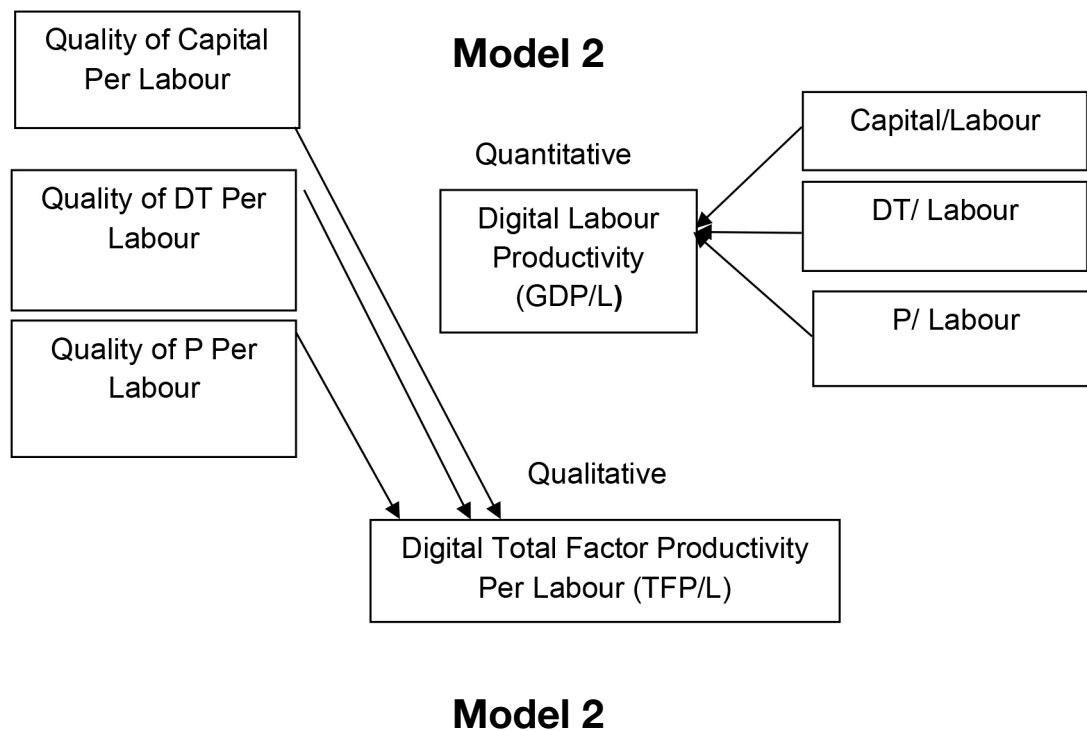 Quality of Capital
Per Labour
Model 2
Capital/Labour
Quantitative
Quality of DT Per
Labour
Digital Labour
Productivity
(GDP/L)
DT/ Labour
P/ Labour
Quality of P Per
Labour
Qualitative
Digital Total Factor Productivity
Per Labour (TFP/L)
Model 2